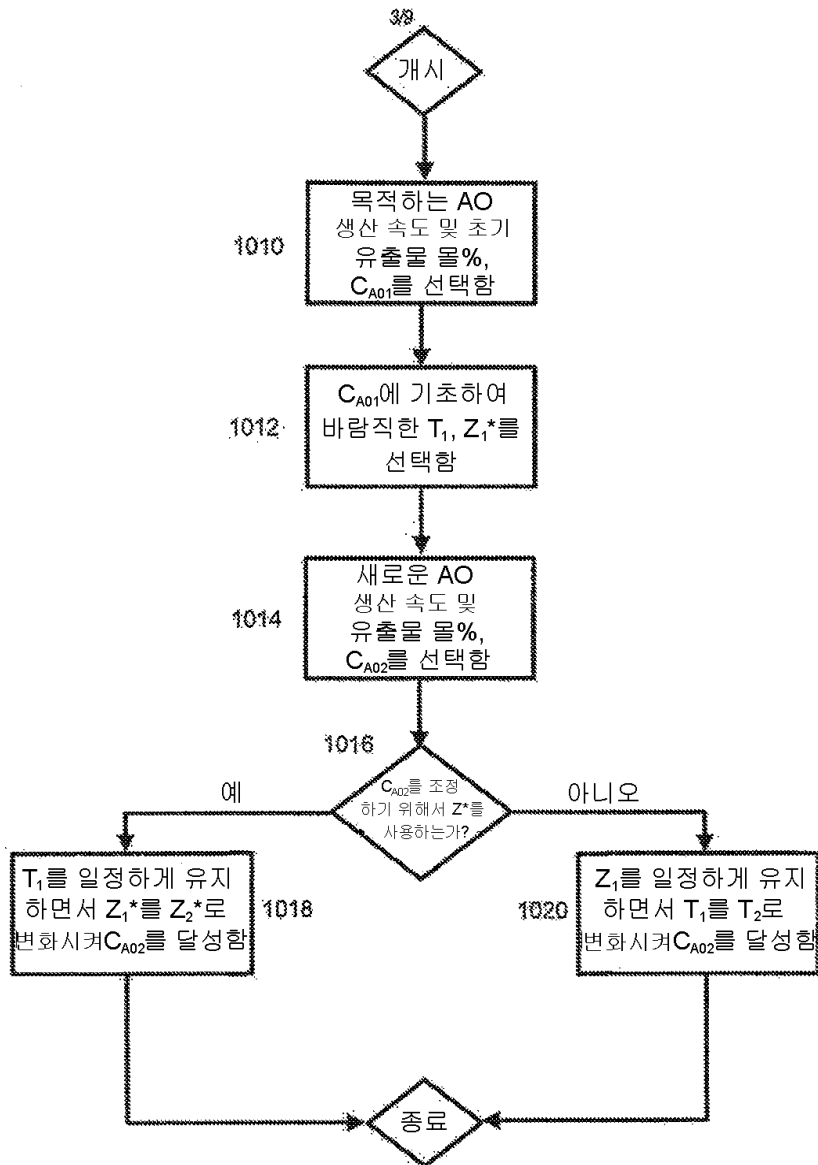 3/9
개시
1010
목적하는 AO
생산 속도 및 초기
유출물 몰%,
C_A01를 선택함
1012
C_A01에 기초하여
바람직한 T₁, Z₁*를
선택함
1014
새로운 AO
생산 속도 및
유출물 몰%,
C_A02를 선택함
1016
C_A02를 조정
하기 위해서 Z*를
사용하는가?
예
아니오
T₁를 일정하게 유지
하면서 Z₁*를 Z₂*로
변화시켜C_A02를 달성함
1018
1020
Z₁를 일정하게 유지
하면서 T₁를 T₂로
변화시켜C_A02를 달성함
종료